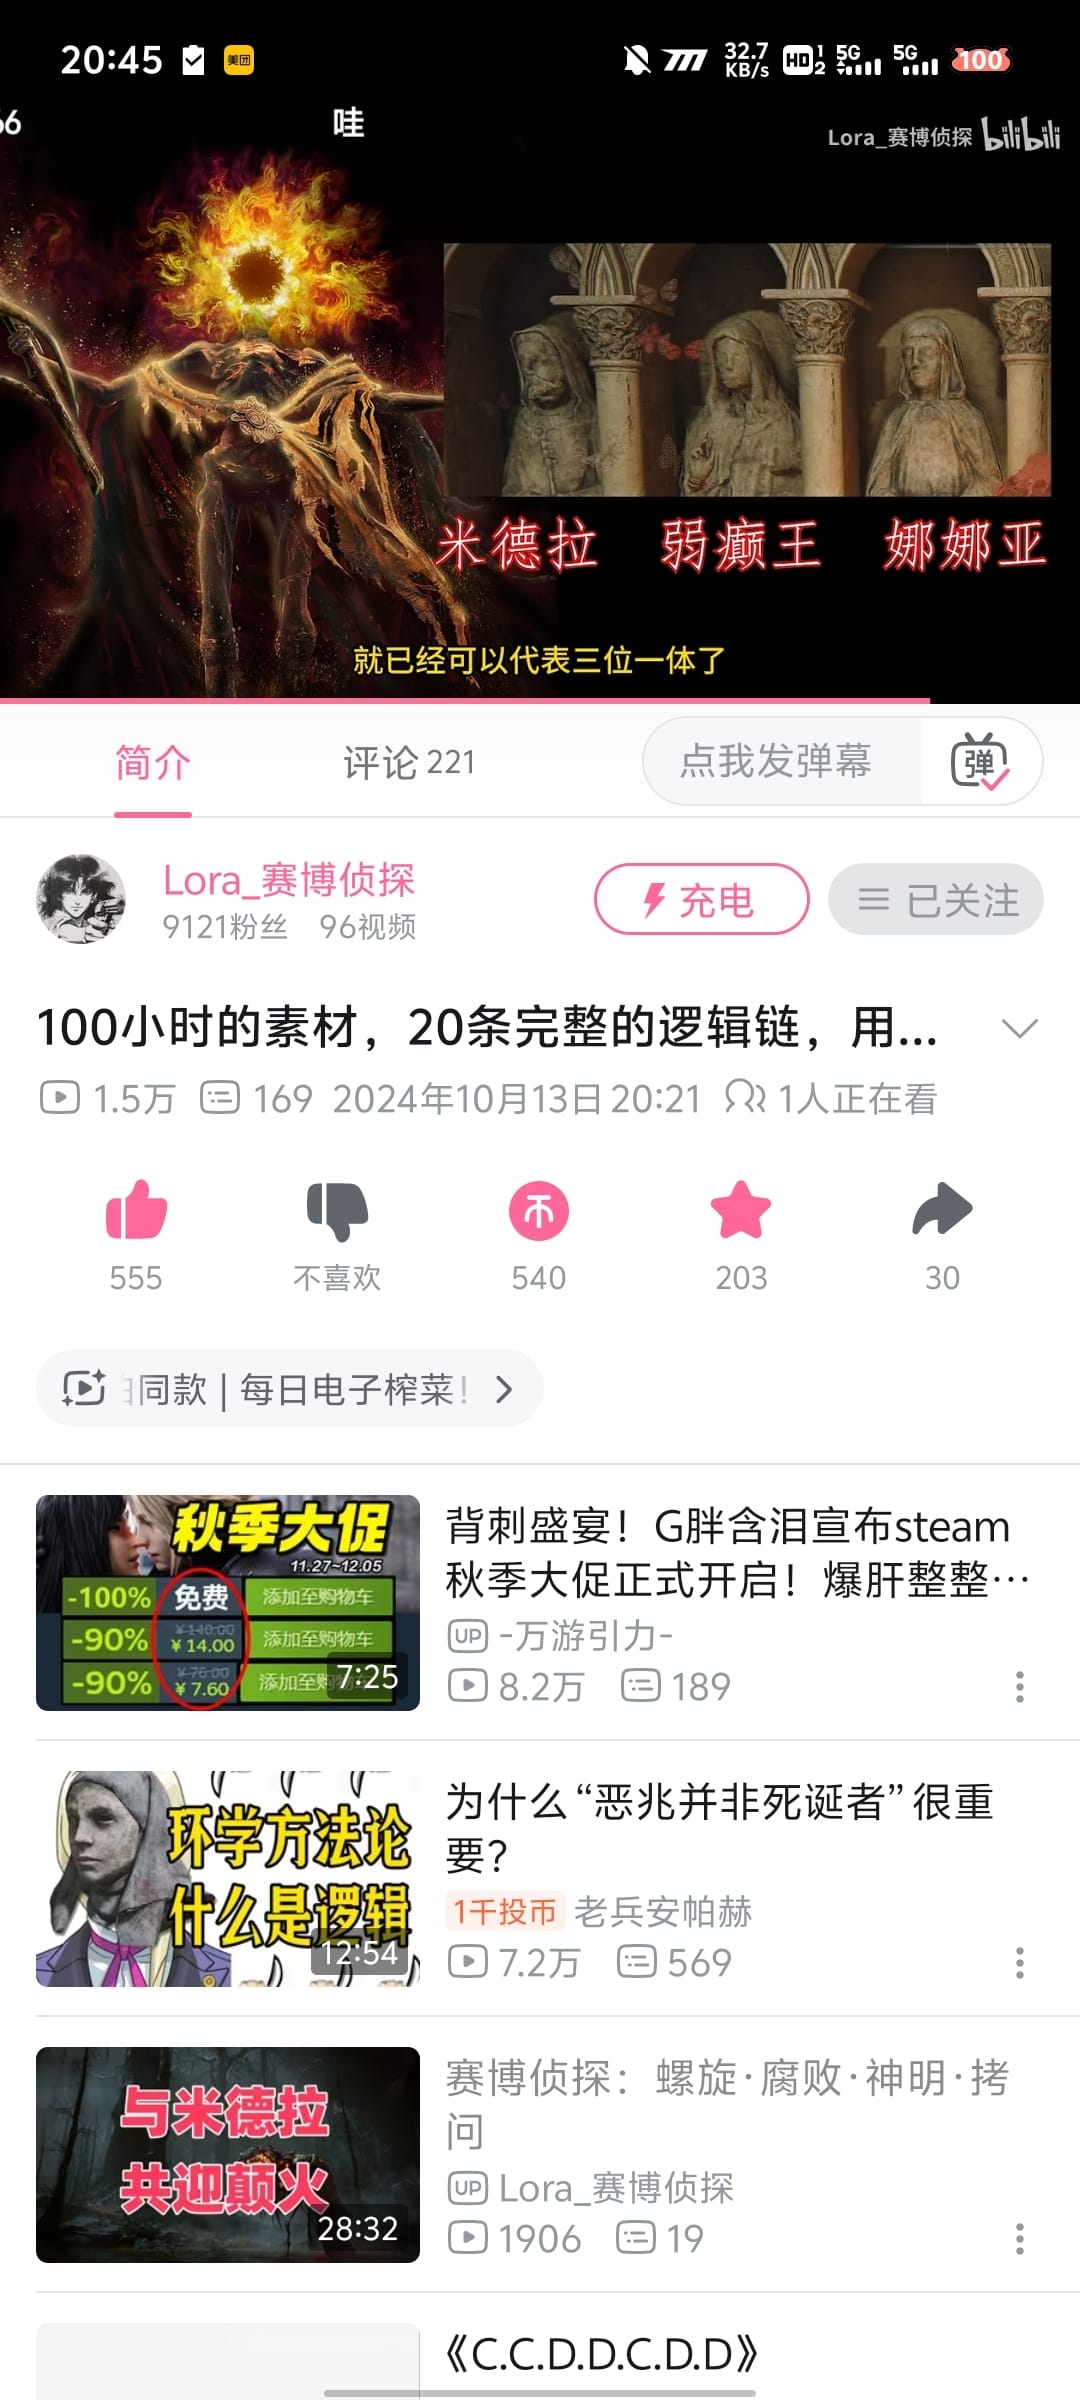 20:45 美团 32.7 KB/s HD 1 2 5G 5G 100
66 哇
Lora_赛博侦探 bilibili
米德拉 弱癫王 娜娜亚
就已经可以代表三位一体了
简介 评论 221 点我发弹幕 弹
Lora_赛博侦探
9121粉丝 96视频
充电 已关注
100小时的素材，20条完整的逻辑链，用...
1.5万 169 2024年10月13日 20:21 1人正在看
555 不喜欢 540 203 30
同款 | 每日电子榨菜！
秋季大促
11.27~12.05
-100% 免费 添加至购物车
-90% ¥140.00 ¥14.00 添加至购物车
-90% ¥76.00 ¥7.60 添加至购物车
7:25
背刺盛宴！G胖含泪宣布steam
秋季大促正式开启！爆肝整整…
UP -万游引力-
8.2万 189
环学方法论
什么是逻辑
12:54
为什么“恶兆并非死诞者”很重
要？
1千投币 老兵安帕赫
7.2万 569
与米德拉
共迎颠火
28:32
赛博侦探：螺旋·腐败·神明·拷
问
UP Lora_赛博侦探
1906 19
《C.C.D.D.C.D.D》